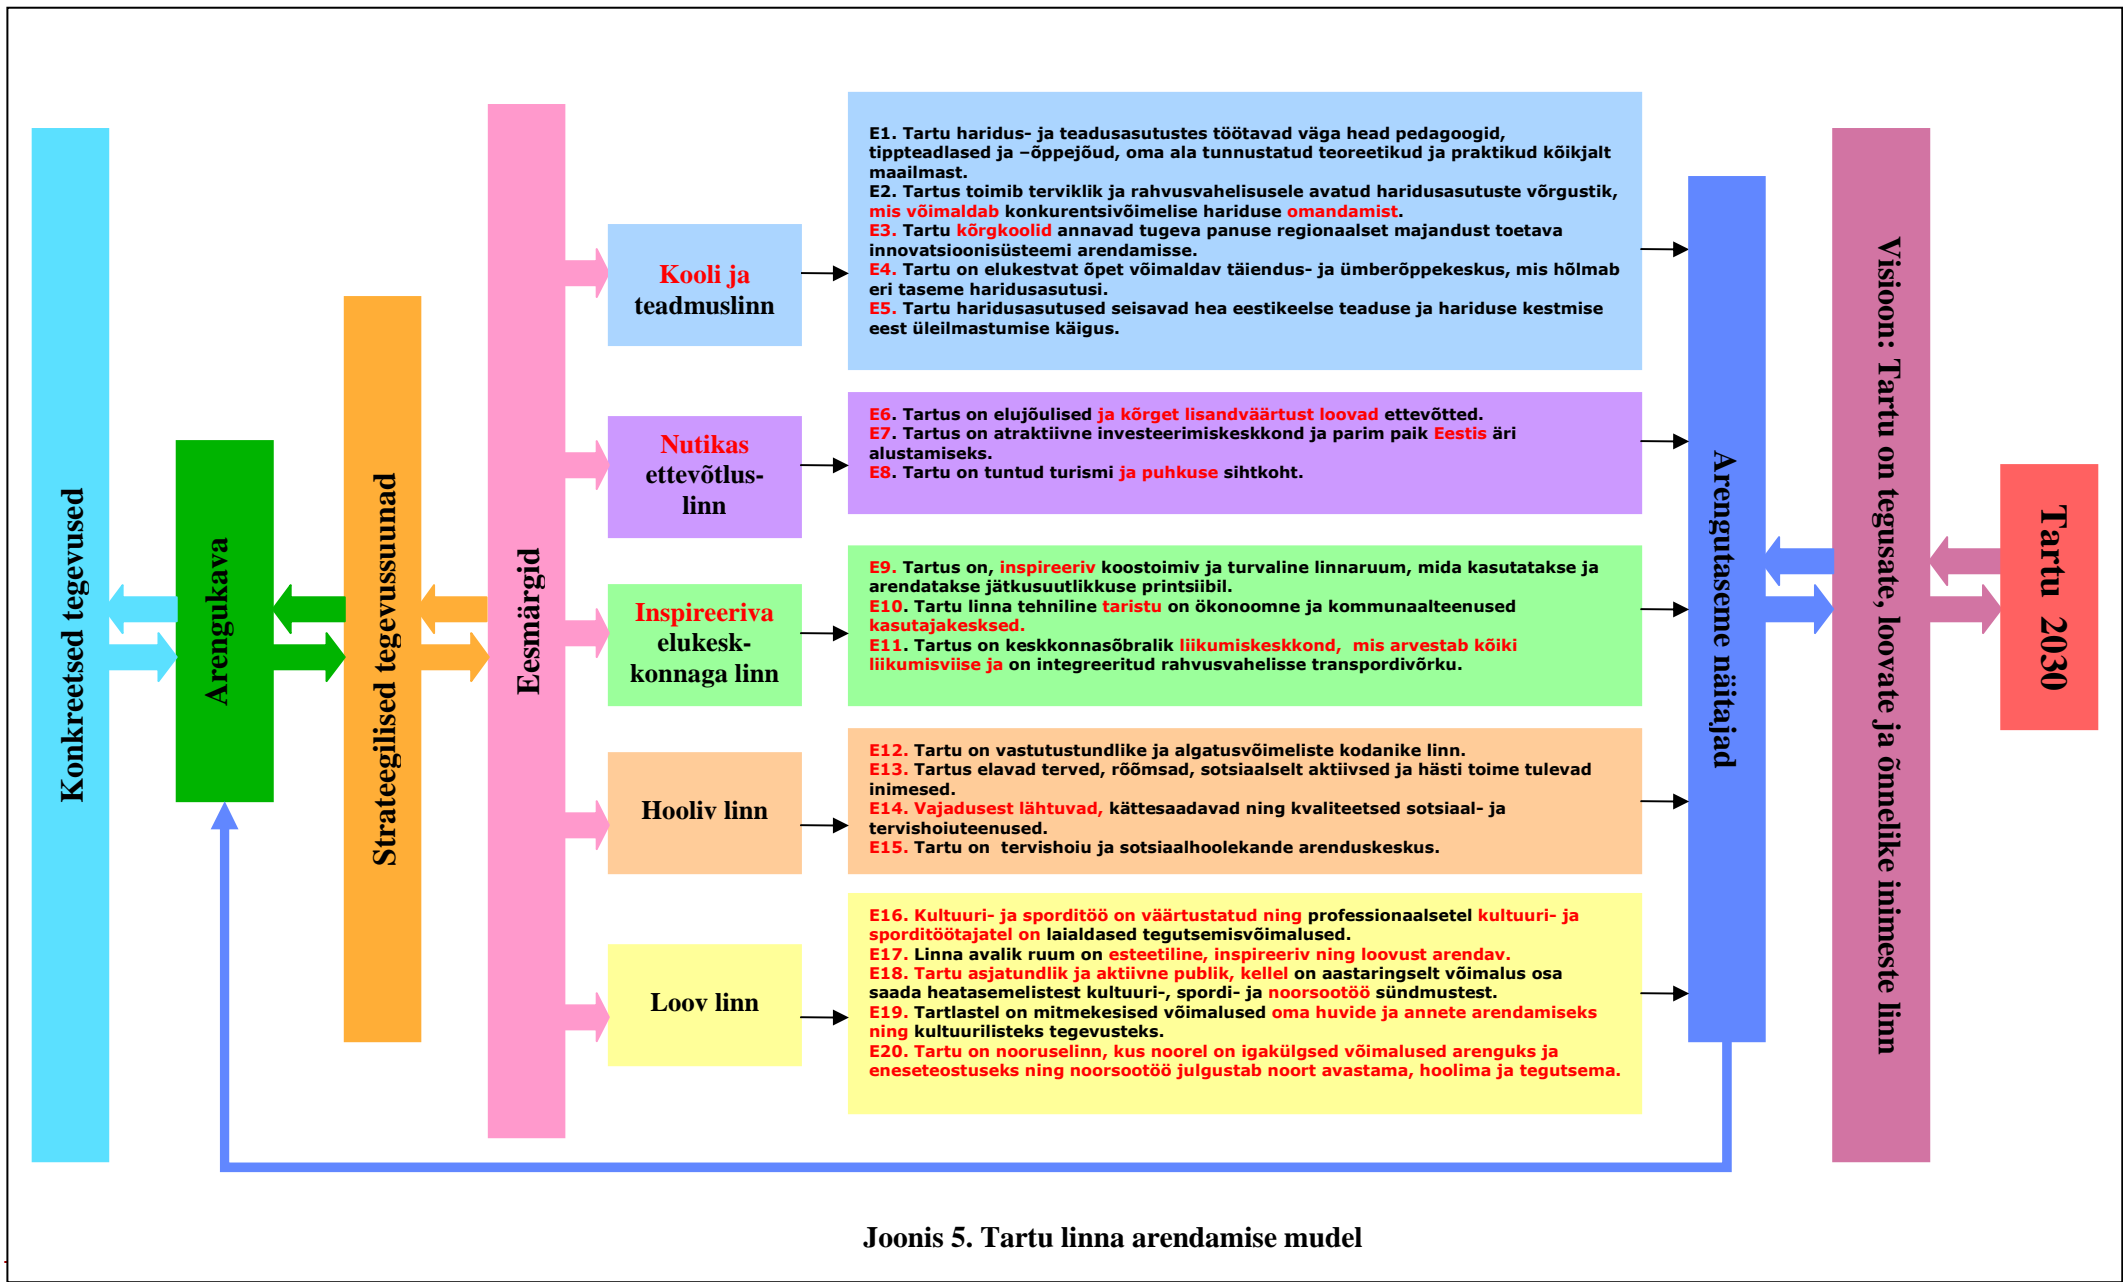 Konkreetsed tegevused
Arengukava
Strateegilised tegevussuunad
Eesmärgid
Kooli ja
teadmuslinn
E1. Tartu haridus- ja teadusasutustes töötavad väga head pedagoogid,
tippteadlased ja –õppejõud, oma ala tunnustatud teoreetikud ja praktikud kõikjalt
maailmast.
E2. Tartus toimib terviklik ja rahvusvahelisusele avatud haridusasutuste võrgustik,
mis võimaldab konkurentsivõimelise hariduse omandamist.
E3. Tartu kõrgkoolid annavad tugeva panuse regionaalset majandust toetava
innovatsioonisüsteemi arendamisse.
E4. Tartu on elukestvat õpet võimaldav täiendus- ja ümberõppekeskus, mis hõlmab
eri taseme haridusasutusi.
E5. Tartu haridusasutused seisavad hea eestikeelse teaduse ja hariduse kestmise
eest üleilmastumise käigus.
Nutikas
ettevõtlus-
linn
E6. Tartus on elujõulised ja kõrget lisandväärtust loovad ettevõtted.
E7. Tartus on atraktiivne investeerimiskeskkond ja parim paik Eestis äri
alustamiseks.
E8. Tartu on tuntud turismi ja puhkuse sihtkoht.
Inspireeriva
elukesk-
konnaga linn
E9. Tartus on, inspireeriv koostoimiv ja turvaline linnaruum, mida kasutatakse ja
arendatakse jätkusuutlikkuse printsiibil.
E10. Tartu linna tehniline taristu on ökonoomne ja kommunaalteenused
kasutajakesksed.
E11. Tartus on keskkonnasõbralik liikumiskeskkond, mis arvestab kõiki
liikumisviise ja on integreeritud rahvusvahelisse transpordivõrku.
Hooliv linn
E12. Tartu on vastutustundlike ja algatusvõimeliste kodanike linn.
E13. Tartus elavad terved, rõõmsad, sotsiaalselt aktiivsed ja hästi toime tulevad
inimesed.
E14. Vajadusest lähtuvad, kättesaadavad ning kvaliteetsed sotsiaal- ja
tervishoiuteenused.
E15. Tartu on tervishoiu ja sotsiaalhoolekande arenduskeskus.
Loov linn
E16. Kultuuri- ja sporditöö on väärtustatud ning professionaalsetel kultuuri- ja
sporditöötajatel on laialdased tegutsemisvõimalused.
E17. Linna avalik ruum on esteetiline, inspireeriv ning loovust arendav.
E18. Tartu asjatundlik ja aktiivne publik, kellel on aastaringselt võimalus osa
saada heatasemelistest kultuuri-, spordi- ja noorsootöö sündmustest.
E19. Tartlastel on mitmekesised võimalused oma huvide ja annete arendamiseks
ning kultuurilisteks tegevusteks.
E20. Tartu on nooruselinn, kus noorel on igakülgsed võimalused arenguks ja
eneseteostuseks ning noorsootöö julgustab noort avastama, hoolima ja tegutsema.
Arengutaseme näitajad
Visioon: Tartu on tegusate, loovate ja õnnelike inimeste linn
Tartu 2030
Joonis 5. Tartu linna arendamise mudel